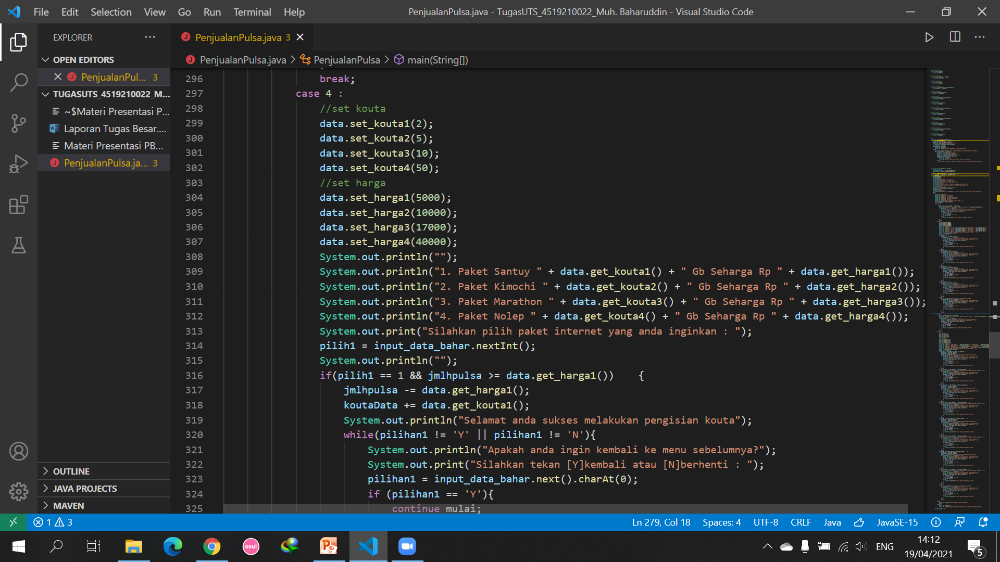 File Edit Selection View Go Run Terminal Help
PenjualanPulsa.java - TugasUTS_4519210022_Muh. Baharuddin - Visual Studio Code
EXPLORER
PenjualanPulsa.java 3
OPEN EDITORS
PenjualanPulsa.java > PenjualanPulsa > main(String[])
PenjualanPul... 3
TUGASUTS_4519210022_M...
~$Materi Presentasi P...
Laporan Tugas Besar....
Materi Presentasi PB...
PenjualanPulsa.ja... 3
296 break;
297 case 4 :
298 //set kouta
299 data.set_kouta1(2);
300 data.set_kouta2(5);
301 data.set_kouta3(10);
302 data.set_kouta4(50);
303 //set harga
304 data.set_harga1(5000);
305 data.set_harga2(10000);
306 data.set_harga3(17000);
307 data.set_harga4(40000);
308 System.out.println("");
309 System.out.println("1. Paket Santuy " + data.get_kouta1() + " Gb Seharga Rp " + data.get_harga1());
310 System.out.println("2. Paket Kimochi " + data.get_kouta2() + " Gb Seharga Rp " + data.get_harga2());
311 System.out.println("3. Paket Marathon " + data.get_kouta3() + " Gb Seharga Rp " + data.get_harga3());
312 System.out.println("4. Paket Nolep " + data.get_kouta4() + " Gb Seharga Rp " + data.get_harga4());
313 System.out.print("Silahkan pilih paket internet yang anda inginkan : ");
314 pilih1 = input_data_bahar.nextInt();
315 System.out.println("");
316 if(pilih1 == 1 && jmlhpulsa >= data.get_harga1())    {
317 jmlhpulsa -= data.get_harga1();
318 koutaData += data.get_kouta1();
319 System.out.println("Selamat anda sukses melakukan pengisian kouta");
320 while(pilihan1 != 'Y' || pilihan1 != 'N'){
321 System.out.println("Apakah anda ingin kembali ke menu sebelumnya?");
322 System.out.print("Silahkan tekan [Y]kembali atau [N]berhenti : ");
323 pilihan1 = input_data_bahar.next().charAt(0);
324 if (pilihan1 == 'Y'){
325 continue mulai;
OUTLINE
JAVA PROJECTS
MAVEN
1 3
Ln 279, Col 18 Spaces: 4 UTF-8 CRLF Java JavaSE-15
osu!
ENG
14:12
19/04/2021
5